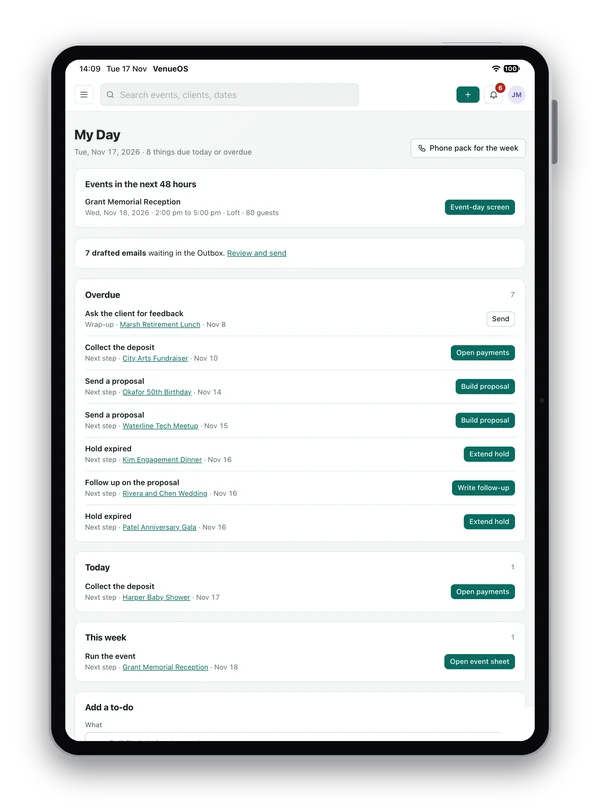 14:09 Tue 17 Nov VenueOS
100
Search events, clients, dates
+
6
JM
My Day
Tue, Nov 17, 2026 · 8 things due today or overdue
Phone pack for the week
Events in the next 48 hours
Grant Memorial Reception
Wed, Nov 18, 2026 · 2:00 pm to 5:00 pm · Loft · 80 guests
Event-day screen
7 drafted emails waiting in the Outbox. Review and send
Overdue 7
Ask the client for feedback
Wrap-up · Marsh Retirement Lunch · Nov 8
Send
Collect the deposit
Next step · City Arts Fundraiser · Nov 10
Open payments
Send a proposal
Next step · Okafor 50th Birthday · Nov 14
Build proposal
Send a proposal
Next step · Waterline Tech Meetup · Nov 15
Build proposal
Hold expired
Next step · Kim Engagement Dinner · Nov 16
Extend hold
Follow up on the proposal
Next step · Rivera and Chen Wedding · Nov 16
Write follow-up
Hold expired
Next step · Patel Anniversary Gala · Nov 16
Extend hold
Today 1
Collect the deposit
Next step · Harper Baby Shower · Nov 17
Open payments
This week 1
Run the event
Next step · Grant Memorial Reception · Nov 18
Open event sheet
Add a to-do
What